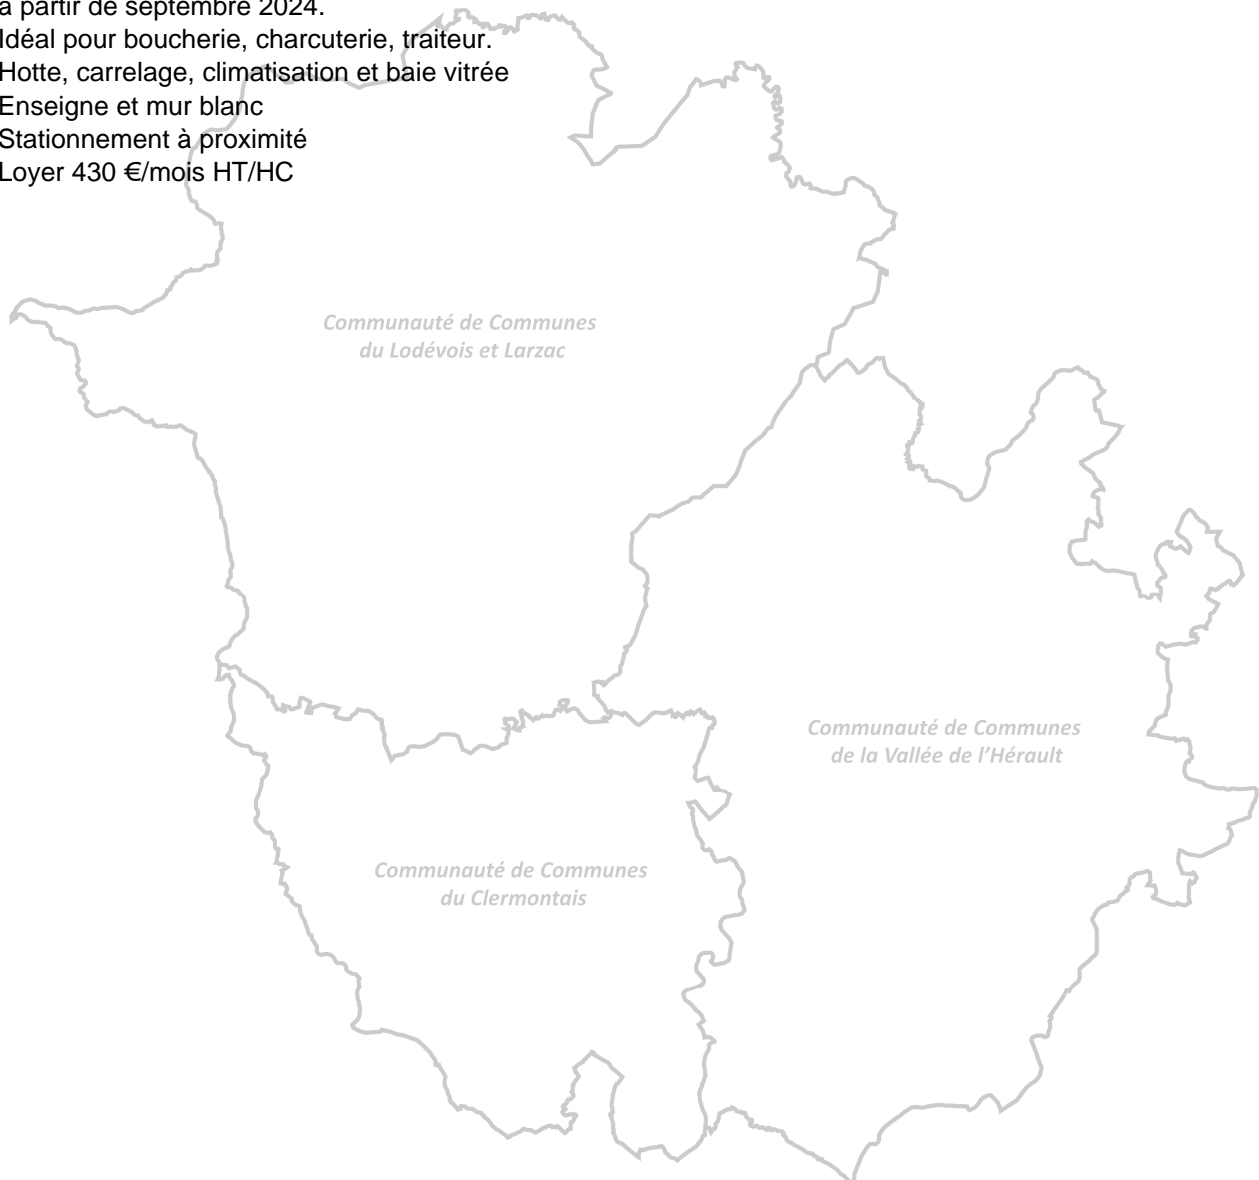 à partir de septembre 2024.
Idéal pour boucherie, charcuterie, traiteur.
Hotte, carrelage, climatisation et baie vitrée
Enseigne et mur blanc
Stationnement à proximité
Loyer 430 €/mois HT/HC
Communauté de Communes
du Lodévois et Larzac
Communauté de Communes
de la Vallée de l’Hérault
Communauté de Communes
du Clermontais